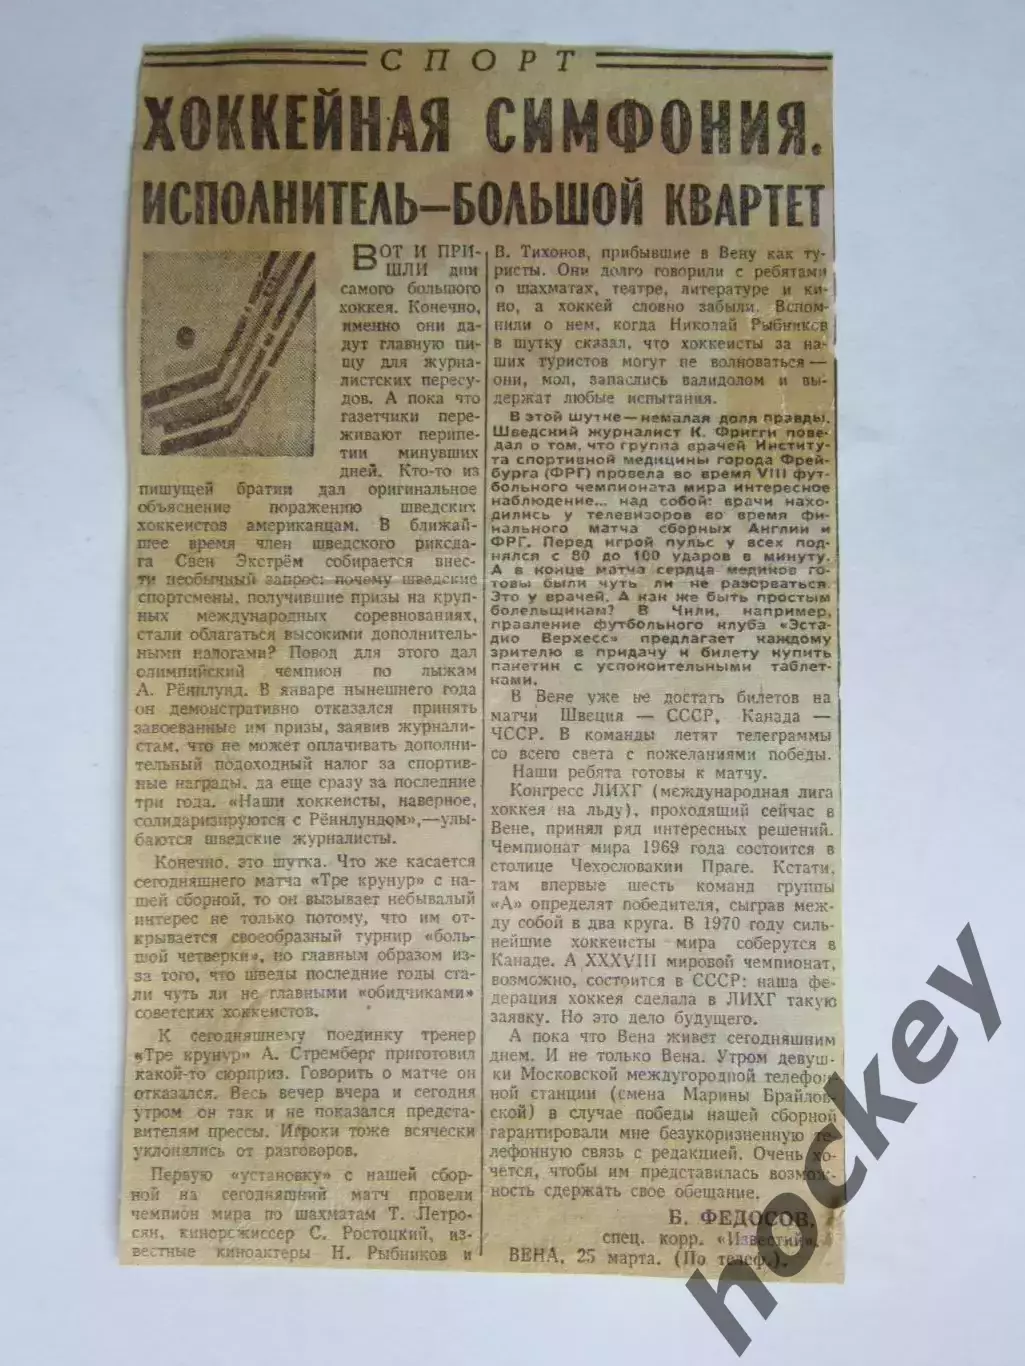 СПОРТ
ХОККЕЙНАЯ СИМФОНИЯ.
ИСПОЛНИТЕЛЬ—БОЛЬШОЙ КВАРТЕТ
ВОТ И ПРИ-
ШЛИ дни
самого большого
хоккея. Конечно,
именно они да-
дут главную пи-
щу для журна-
листских пересу-
дов. А пока что
газетчики пере-
живают перипе-
тии минувших
дней. Кто-то из
пишущей братии дал оригинальное
объяснение поражению шведских
хоккеистов американцам. В ближай-
шее время член шведского риксда-
га Свен Экстрём собирается внес-
ти необычный запрос: почему шведские
спортсмены, получившие призы на круп-
ных международных соревнованиях,
стали облагаться высокими дополнитель-
ными налогами? Повод для этого дал
олимпийский чемпион по лыжам
А. Рённлунд. В январе нынешнего года
он демонстративно отказался принять
завоеванные им призы, заявив журнали-
стам, что не может оплачивать дополни-
тельный подоходный налог за спортив-
ные награды, да еще сразу за последние
три года. «Наши хоккеисты, наверное,
солидаризируются с Рённлундом»,—улы-
баются шведские журналисты.
Конечно, это шутка. Что же касается
сегодняшнего матча «Тре крунур» с на-
шей сборной, то он вызывает небывалый
интерес не только потому, что им от-
крывается своеобразный турнир «боль-
шой четверки», но главным образом из-
за того, что шведы последние годы ста-
ли чуть ли не главными «обидчиками»
советских хоккеистов.
К сегодняшнему поединку тренер
«Тре крунур» А. Стремберг приготовил
какой-то сюрприз. Говорить о матче он
отказался. Весь вечер вчера и сегодня
утром он так и не показался предста-
вителям прессы. Игроки тоже всячески
уклонялись от разговоров.
Первую «установку» с нашей сбор-
ной на сегодняшний матч провели
чемпион мира по шахматам Т. Петро-
сян, кинорежиссер С. Ростоцкий, из-
вестные киноактеры Н. Рыбников и
В. Тихонов, прибывшие в Вену как ту-
ристы. Они долго говорили с ребятами
о шахматах, театре, литературе и ки-
но, а хоккей словно забыли. Вспом-
нили о нем, когда Николай Рыбников
в шутку сказал, что хоккеисты за на-
ших туристов могут не волноваться —
они, мол, запаслись валидолом и вы-
держат любые испытания.
В этой шутке—немалая доля правды.
Шведский журналист К. Фригги пове-
дал о том, что группа врачей Институ-
та спортивной медицины города Фрей-
бурга (ФРГ) провела во время VIII фут-
больного чемпионата мира интересное
наблюдение... над собой: врачи нахо-
дились у телевизоров во время фи-
нального матча сборных Англии и
ФРГ. Перед игрой пульс у всех под-
нялся с 80 до 100 ударов в минуту.
А в конце матча сердца медиков го-
товы были чуть ли не разорваться.
Это у врачей. А как же быть простым
болельщикам? В Чили, например,
правление футбольного клуба «Эста-
дио Верхесс» предлагает каждому
зрителю в придачу и билету купить
пакетик с успокоительными таблет-
ками.
В Вене уже не достать билетов на
матчи Швеция — СССР, Канада —
ЧССР. В команды летят телеграммы
со всего света с пожеланиями победы.
Наши ребята готовы к матчу.
Конгресс ЛИХГ (международная лига
хоккея на льду), проходящий сейчас в
Вене, принял ряд интересных решений.
Чемпионат мира 1969 года состоится в
столице Чехословакии Праге. Кстати,
там впервые шесть команд группы
«А» определят победителя, сыграв меж-
ду собой в два круга. В 1970 году силь-
нейшие хоккеисты мира соберутся в
Канаде. А XXXVIII мировой чемпионат,
возможно, состоится в СССР: наша фе-
дерация хоккея сделала в ЛИХГ такую
заявку. Но это дело будущего.
А пока что Вена живет сегодняшним
днем. И не только Вена. Утром девуш-
ки Московской междугородной телефон-
ной станции (смена Марины Брайлов-
ской) в случае победы нашей сборной
гарантировали мне безукоризненную те-
лефонную связь с редакцией. Очень хо-
чется, чтобы им представилась возмож-
ность сдержать свое обещание.
Б. ФЕДОСОВ,
спец. корр. «Известий».
ВЕНА, 25 марта. (По телеф.).
hockey